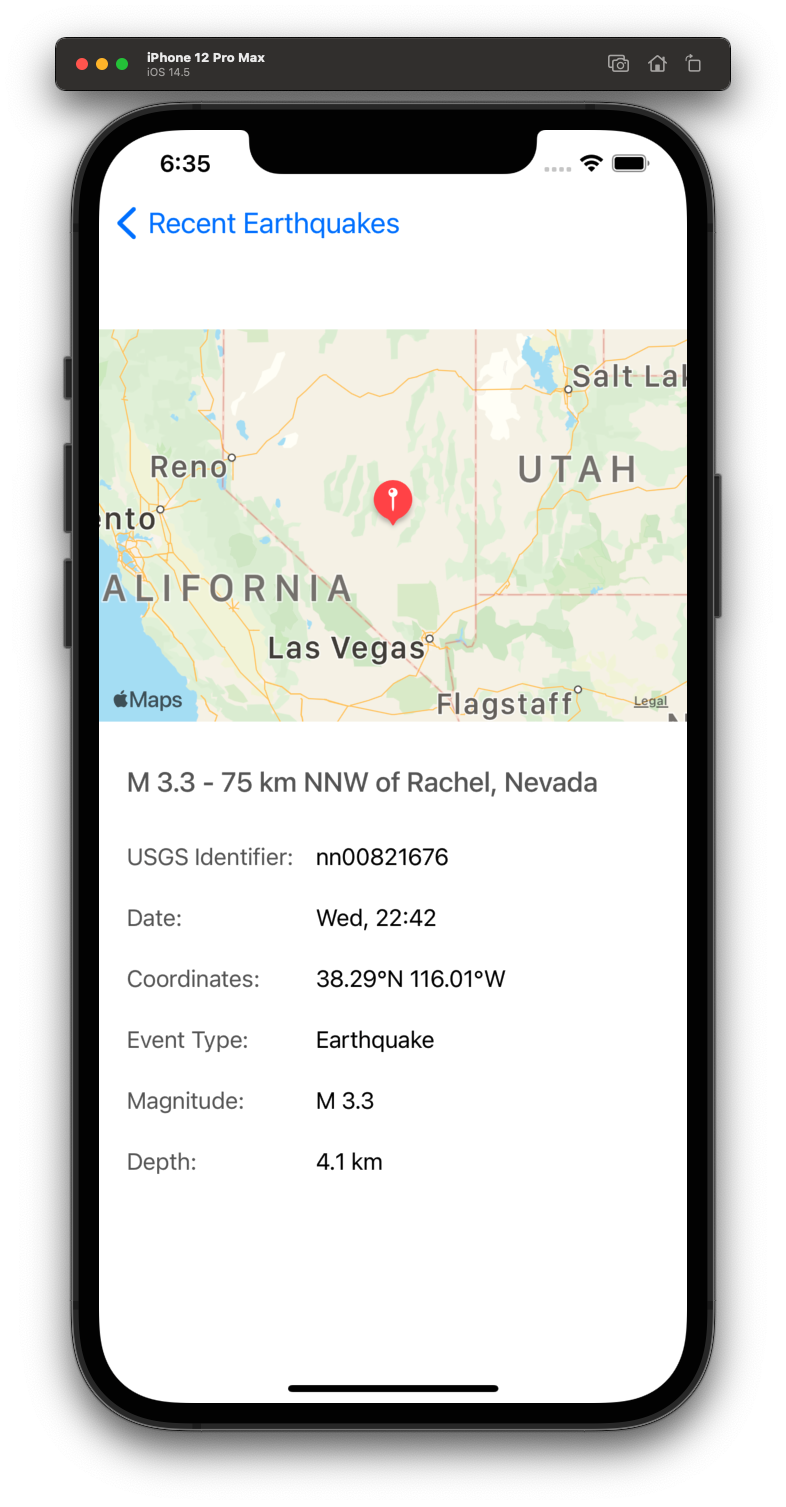 iPhone 12 Pro Max
iOS 14.5
6:35
Recent Earthquakes
Salt Lak
Reno
UTAH
ento
ALIFORNIA
Las Vegas
Flagstaff
Maps
Legal
M 3.3 - 75 km NNW of Rachel, Nevada
USGS Identifier: nn00821676
Date: Wed, 22:42
Coordinates: 38.29°N 116.01°W
Event Type: Earthquake
Magnitude: M 3.3
Depth: 4.1 km